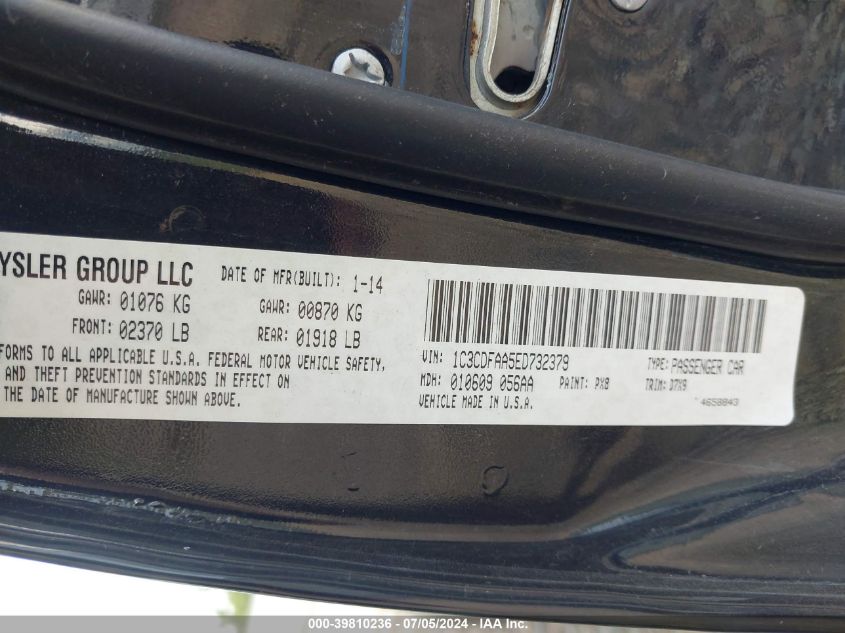 YSLER GROUP LLC
DATE OF MFR(BUILT): 1-14
GAWR: 01076 KG
GAWR: 00870 KG
FRONT: 02370 LB
REAR: 01918 LB
FORMS TO ALL APPLICABLE U.S.A. FEDERAL MOTOR VEHICLE SAFETY,
AND THEFT PREVENTION STANDARDS IN EFFECT ON
THE DATE OF MANUFACTURE SHOWN ABOVE.
VIN: 1C3CDFAA5ED732379
TYPE: PASSENGER CAR
MDH: 010609 056AA
PAINT: PX8
TRIM: D7X9
VEHICLE MADE IN U.S.A.
4658843
000-39810236 - 07/05/2024 - IAA Inc.